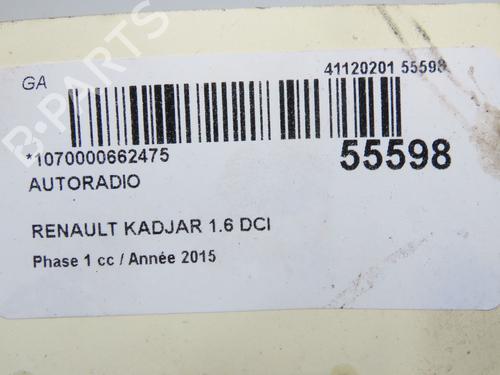 GA
41120201 55598
*1070000662475
55598
AUTORADIO
RENAULT KADJAR 1.6 DCI
Phase 1 cc / Année 2015
B-PARTS